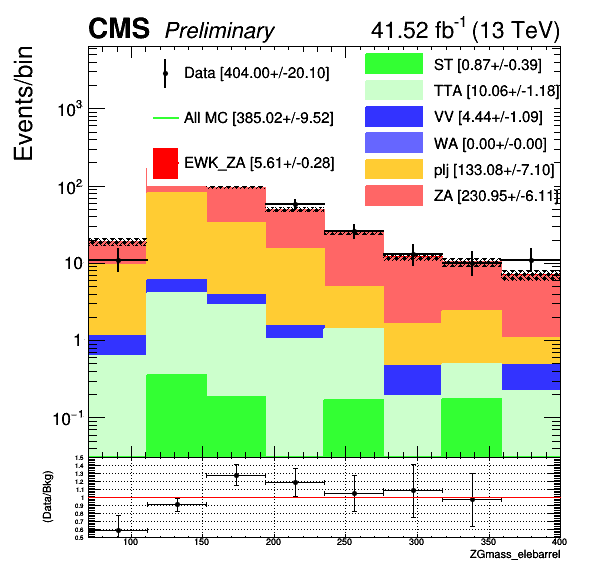 CMS Preliminary 41.52 fb⁻¹ (13 TeV)
Events/bin
Data [404.00+/-20.10]
All MC [385.02+/-9.52]
EWK_ZA [5.61+/-0.28]
ST [0.87+/-0.39]
TTA [10.06+/-1.18]
VV [4.44+/-1.09]
WA [0.00+/-0.00]
plj [133.08+/-7.10]
ZA [230.95+/-6.11]
10³
10²
10
1
10⁻¹
(Data/Bkg)
1.5
1.4
1.3
1.2
1.1
1
0.9
0.8
0.7
0.6
0.5
100 150 200 250 300 350 400
ZGmass_elebarrel